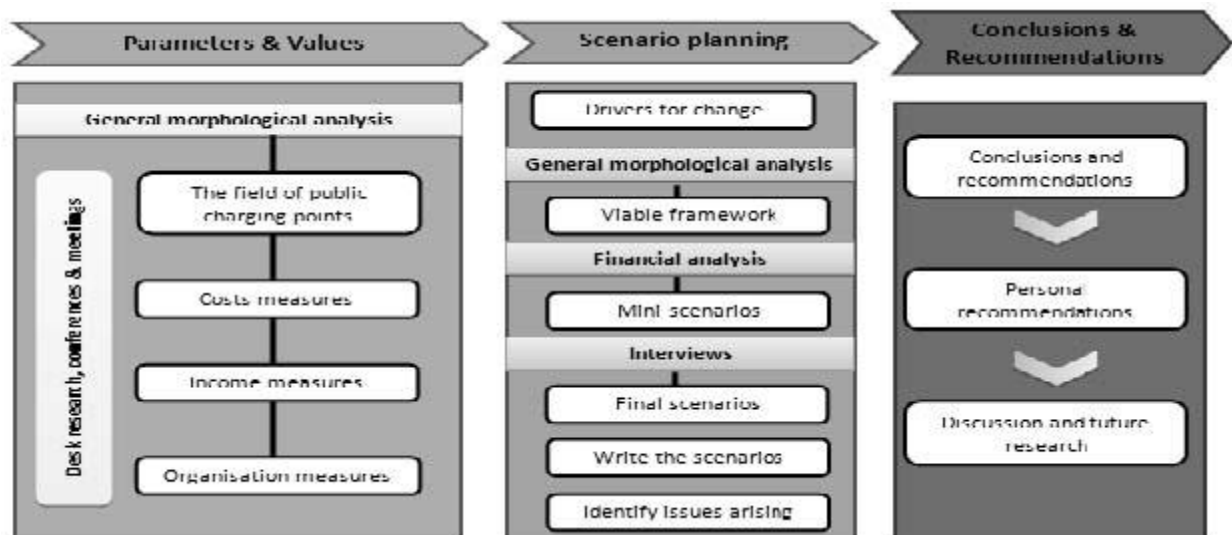 Parameters & Values
General morphological analysis
Desk research, conferences & meetings
The field of public
charging points
Costs measures
Income measures
Organisation measures
Scenario planning
Drivers for change
General morphological analysis
Viable framework
Financial analysis
Mini scenarios
Interviews
Final scenarios
Write the scenarios
Identify issues arising
Conclusions &
Recommendations
Conclusions and
recommendations
Personal
recommendations
Discussion and future
research